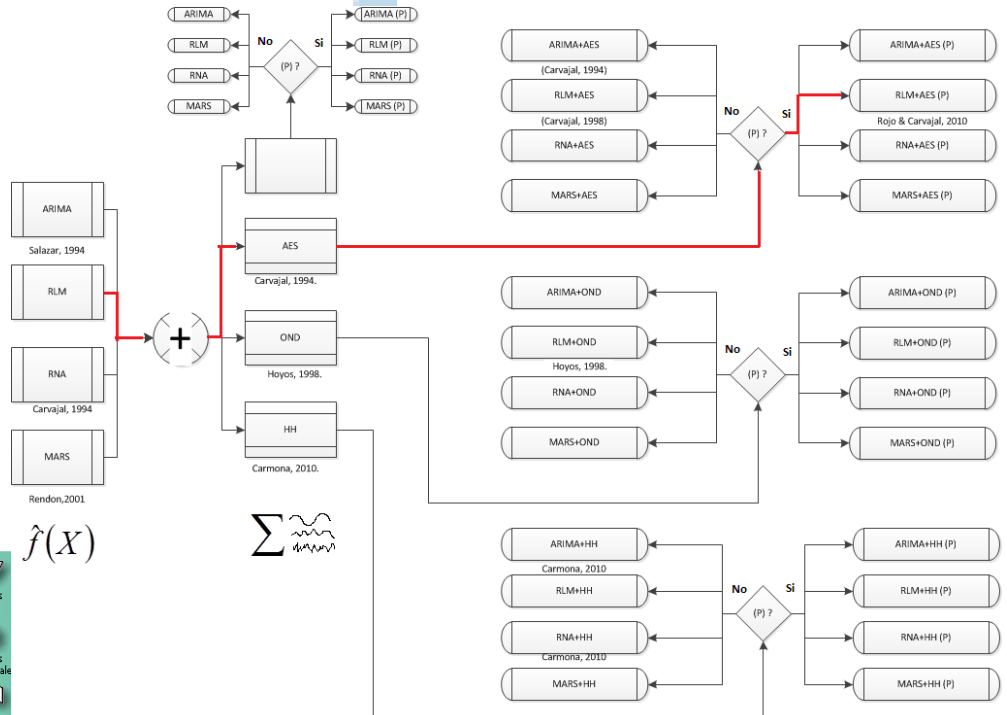 ARIMA
RLM
RNA
MARS
No
(P) ?
Si
ARIMA (P)
RLM (P)
RNA (P)
MARS (P)
ARIMA
Salazar, 1994
RLM
RNA
Carvajal, 1994
MARS
Rendon,2001
f̂(X)
+
AES
Carvajal, 1994.
OND
Hoyos, 1998.
HH
Carmona, 2010.
∑
ARIMA+AES
(Carvajal, 1994)
RLM+AES
(Carvajal, 1998)
RNA+AES
MARS+AES
No
(P) ?
Si
ARIMA+AES (P)
RLM+AES (P)
Rojo & Carvajal, 2010
RNA+AES (P)
MARS+AES (P)
ARIMA+OND
RLM+OND
Hoyos, 1998.
RNA+OND
MARS+OND
No
(P) ?
Si
ARIMA+OND (P)
RLM+OND (P)
RNA+OND (P)
MARS+OND (P)
ARIMA+HH
Carmona, 2010
RLM+HH
RNA+HH
Carmona, 2010
MARS+HH
No
(P) ?
Si
ARIMA+HH (P)
RLM+HH (P)
RNA+HH (P)
MARS+HH (P)